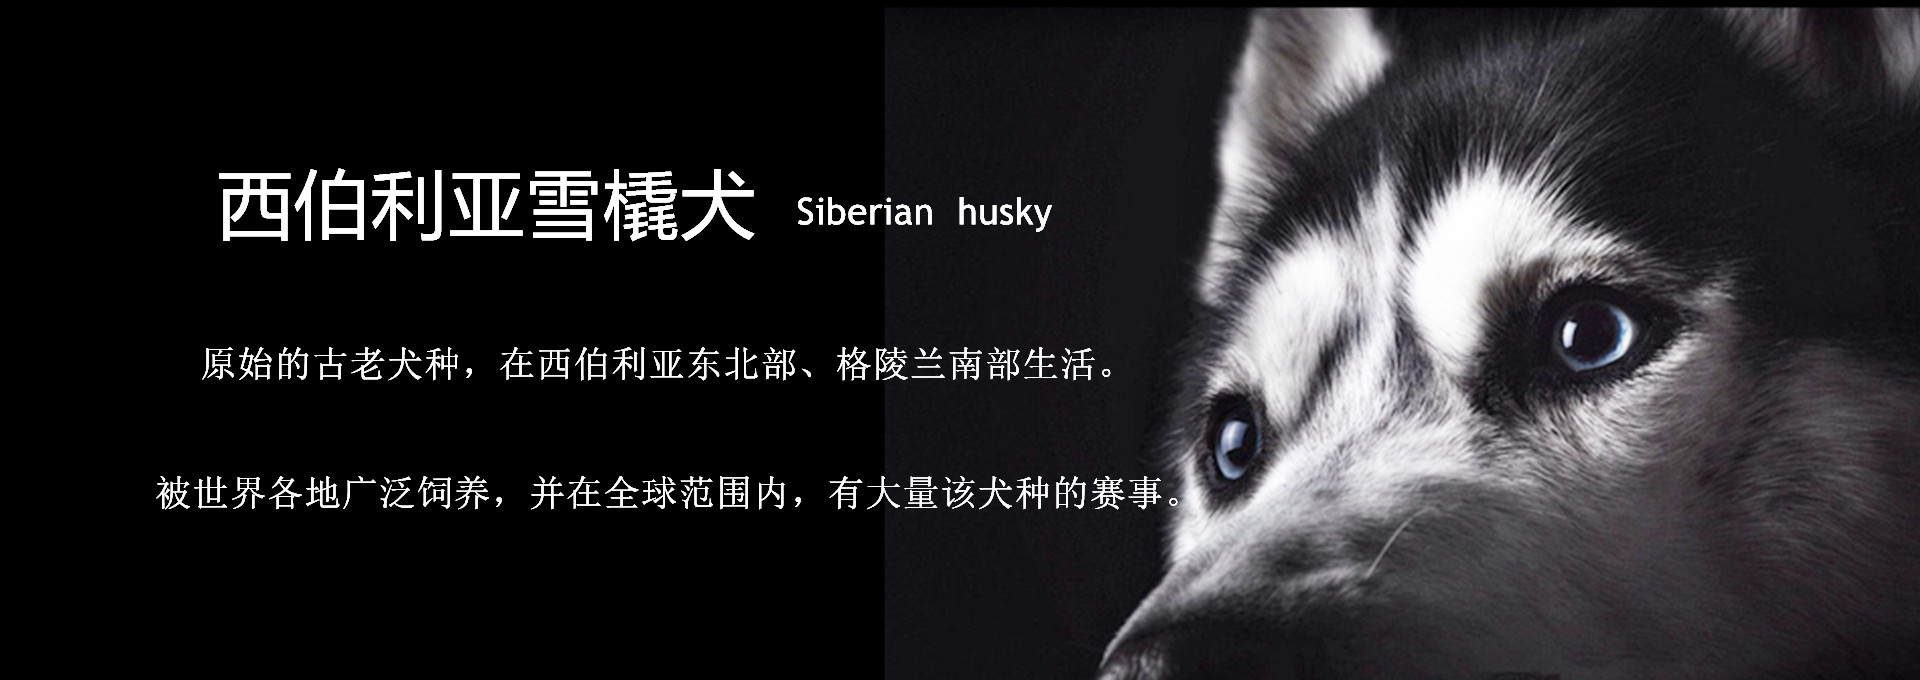 西伯利亚雪橇犬 Siberian husky
原始的古老犬种，在西伯利亚东北部、格陵兰南部生活。
被世界各地广泛饲养，并在全球范围内，有大量该犬种的赛事。